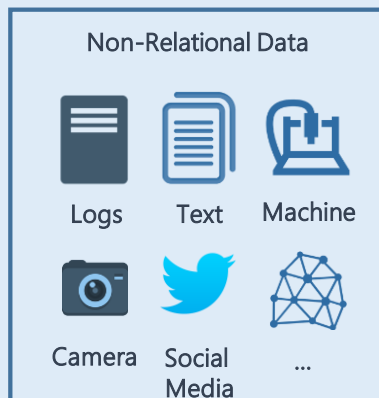 Non-Relational Data
Logs
Text
Machine
Camera
Social
Media
...